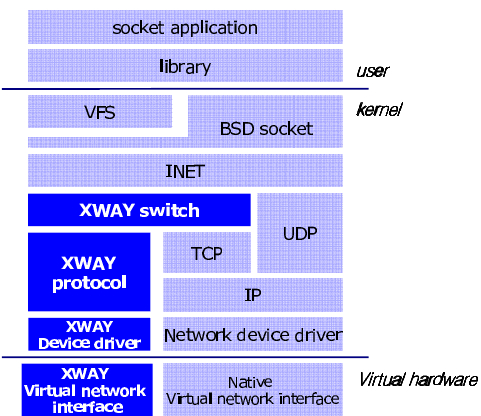 socket application
library
user
VFS
kernel
BSD socket
INET
XWAY switch
UDP
TCP
XWAY
protocol
IP
XWAY
Device driver
Network device driver
XWAY
Virtual network
interface
Native
Virtual network interface
Virtual hardware